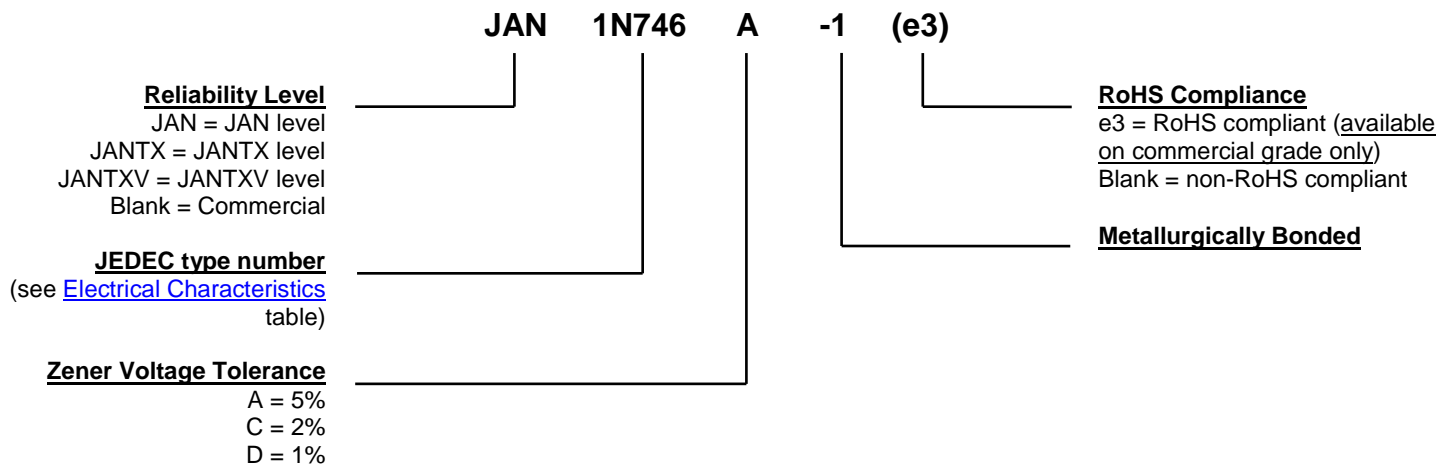 JAN 1N746 A -1 (e3)
Reliability Level
JAN = JAN level
JANTX = JANTX level
JANTXV = JANTXV level
Blank = Commercial
JEDEC type number
(see Electrical Characteristics
table)
Zener Voltage Tolerance
A = 5%
C = 2%
D = 1%
RoHS Compliance
e3 = RoHS compliant (available
on commercial grade only)
Blank = non-RoHS compliant
Metallurgically Bonded